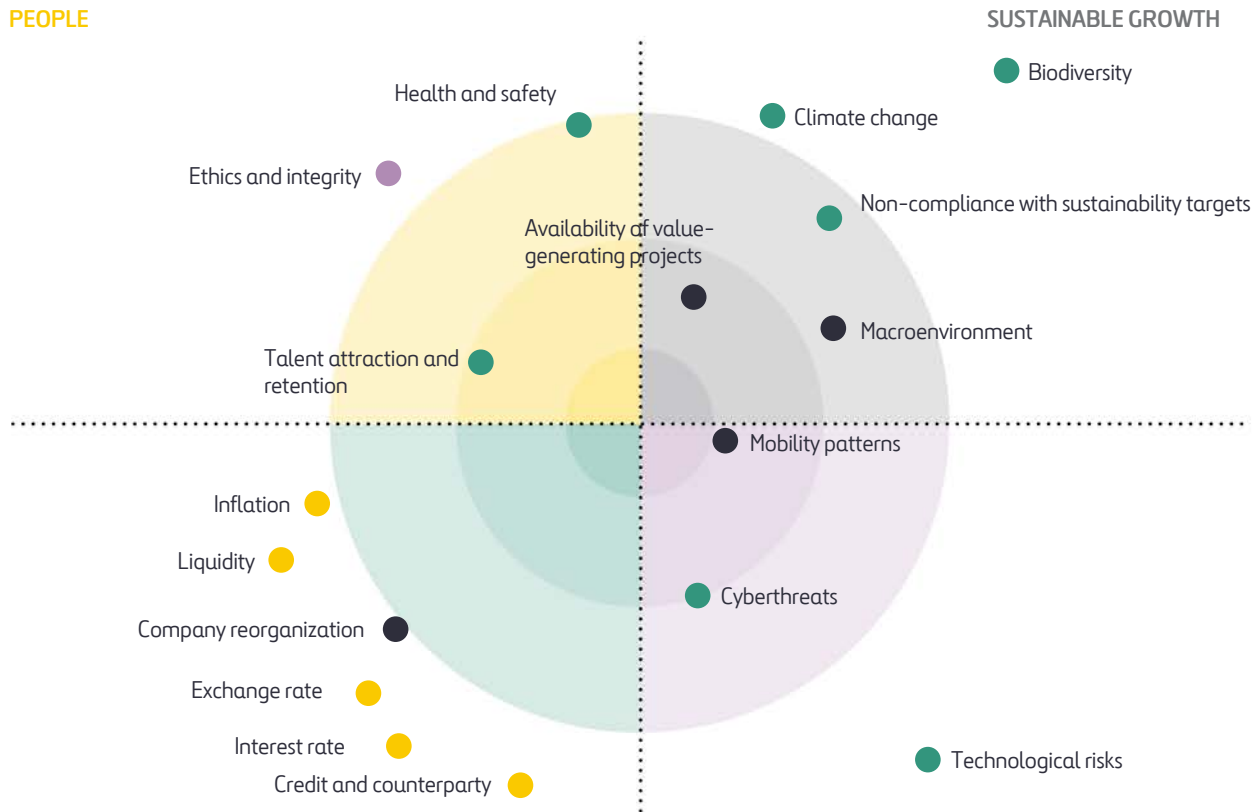 PEOPLE
SUSTAINABLE GROWTH
Biodiversity
Health and safety
Climate change
Ethics and integrity
Non-compliance with sustainability targets
Availability of value-
generating projects
Macroenvironment
Talent attraction and
retention
Mobility patterns
Inflation
Liquidity
Cyberthreats
Company reorganization
Exchange rate
Interest rate
Technological risks
Credit and counterparty